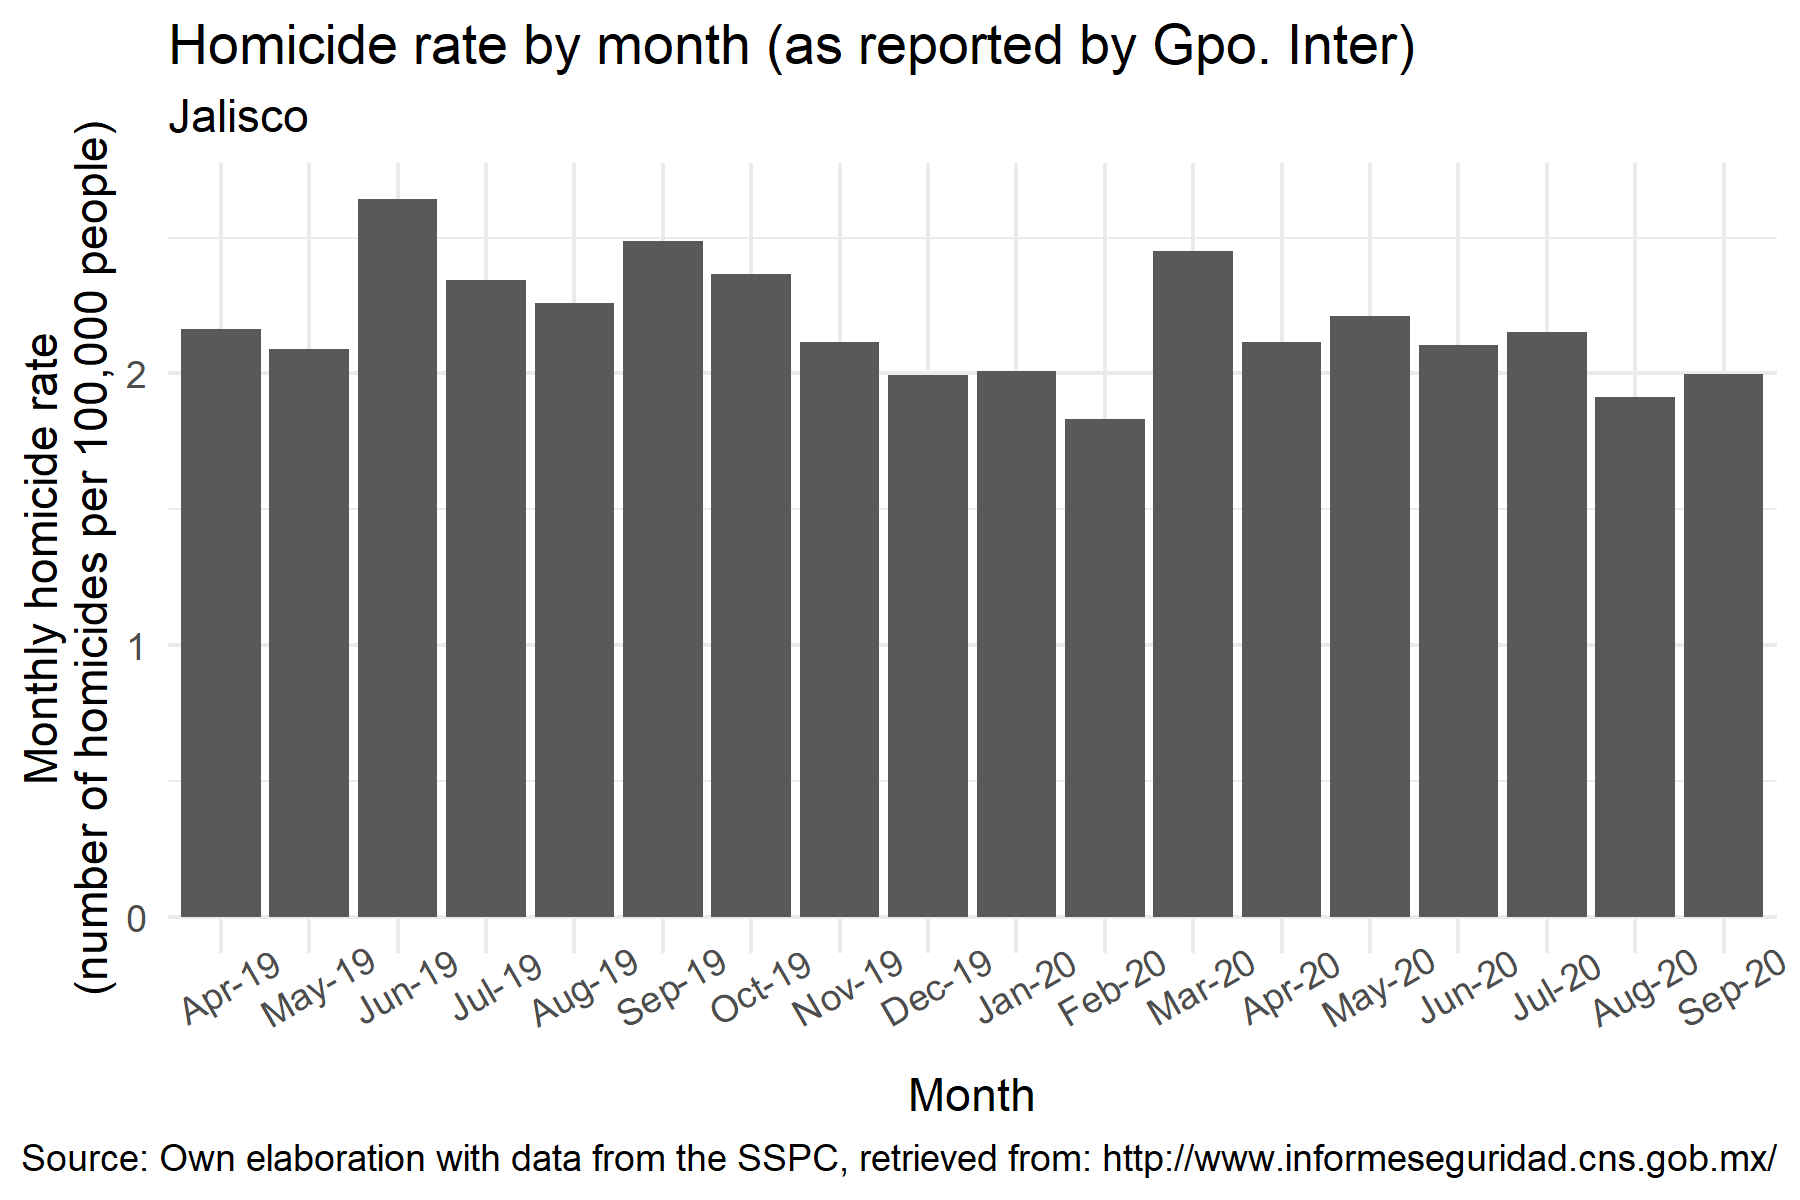 Homicide rate by month (as reported by Gpo. Inter)
Jalisco
Monthly homicide rate
(number of homicides per 100,000 people)
2
1
0
Apr-19
May-19
Jun-19
Jul-19
Aug-19
Sep-19
Oct-19
Nov-19
Dec-19
Jan-20
Feb-20
Mar-20
Apr-20
May-20
Jun-20
Jul-20
Aug-20
Sep-20
Month
Source: Own elaboration with data from the SSPC, retrieved from: http://www.informeseguridad.cns.gob.mx/